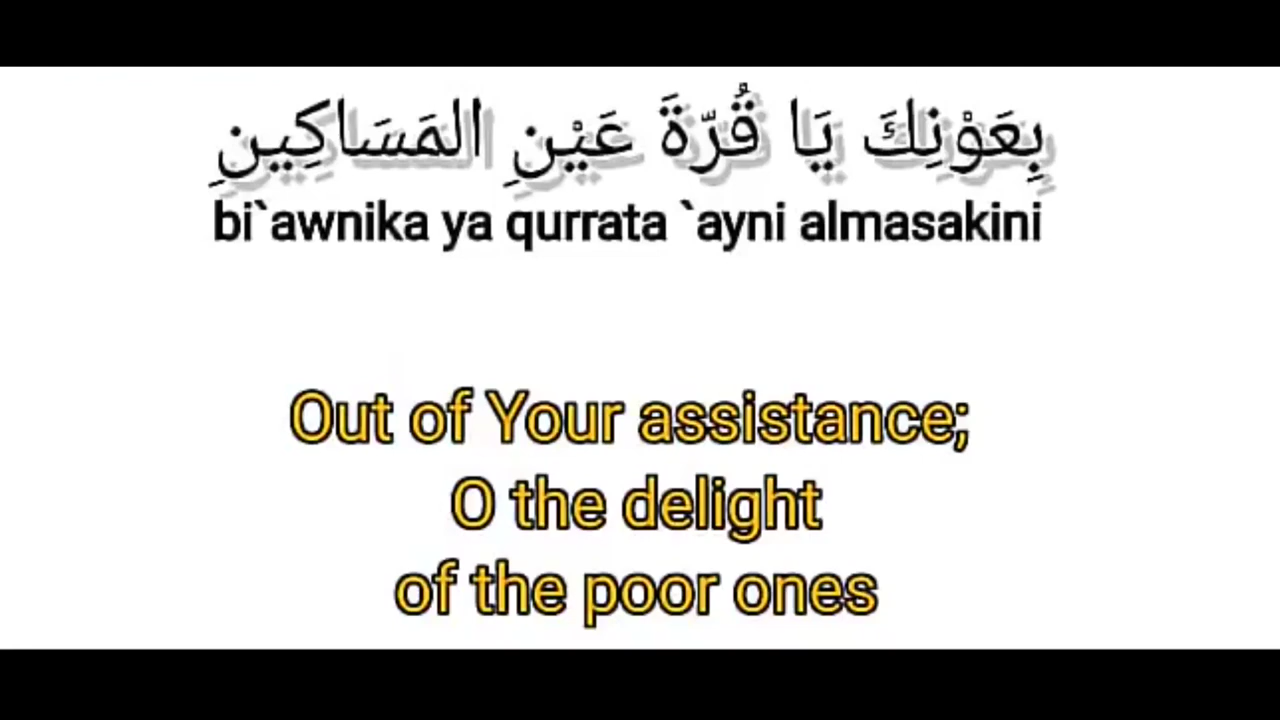 بِعَوْنِكَ يَا قُرَّةَ عَيْنِ المَسَاكِينِ
bi`awnika ya qurrata `ayni almasakini
Out of Your assistance;
O the delight
of the poor ones